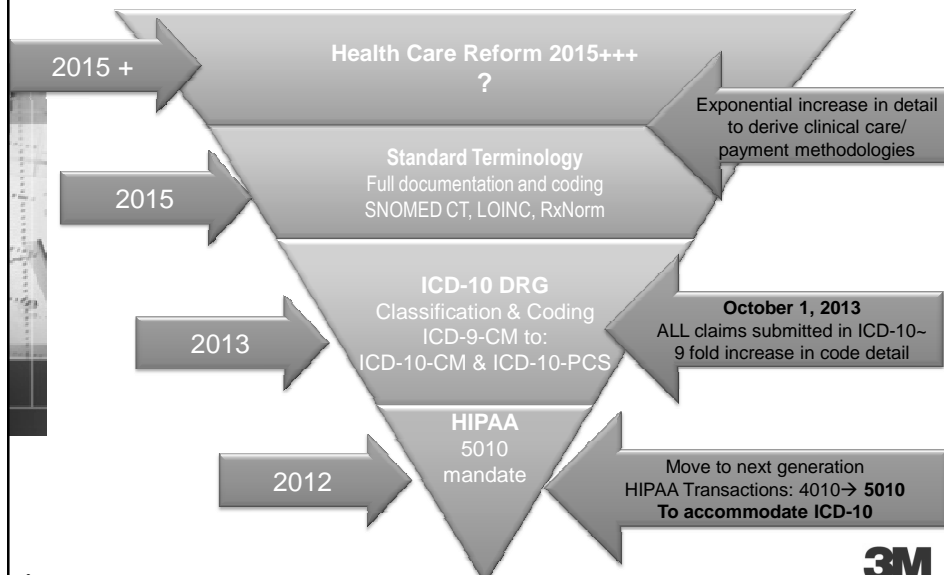 Health Care Reform 2015+++
?
2015 +
Exponential increase in detail
to derive clinical care/
payment methodologies
Standard Terminology
Full documentation and coding
SNOMED CT, LOINC, RxNorm
2015
ICD-10 DRG
Classification & Coding
ICD-9-CM to:
ICD-10-CM & ICD-10-PCS
2013
October 1, 2013
ALL claims submitted in ICD-10~
9 fold increase in code detail
HIPAA
5010
mandate
2012
Move to next generation
HIPAA Transactions: 4010→ 5010
To accommodate ICD-10
3M